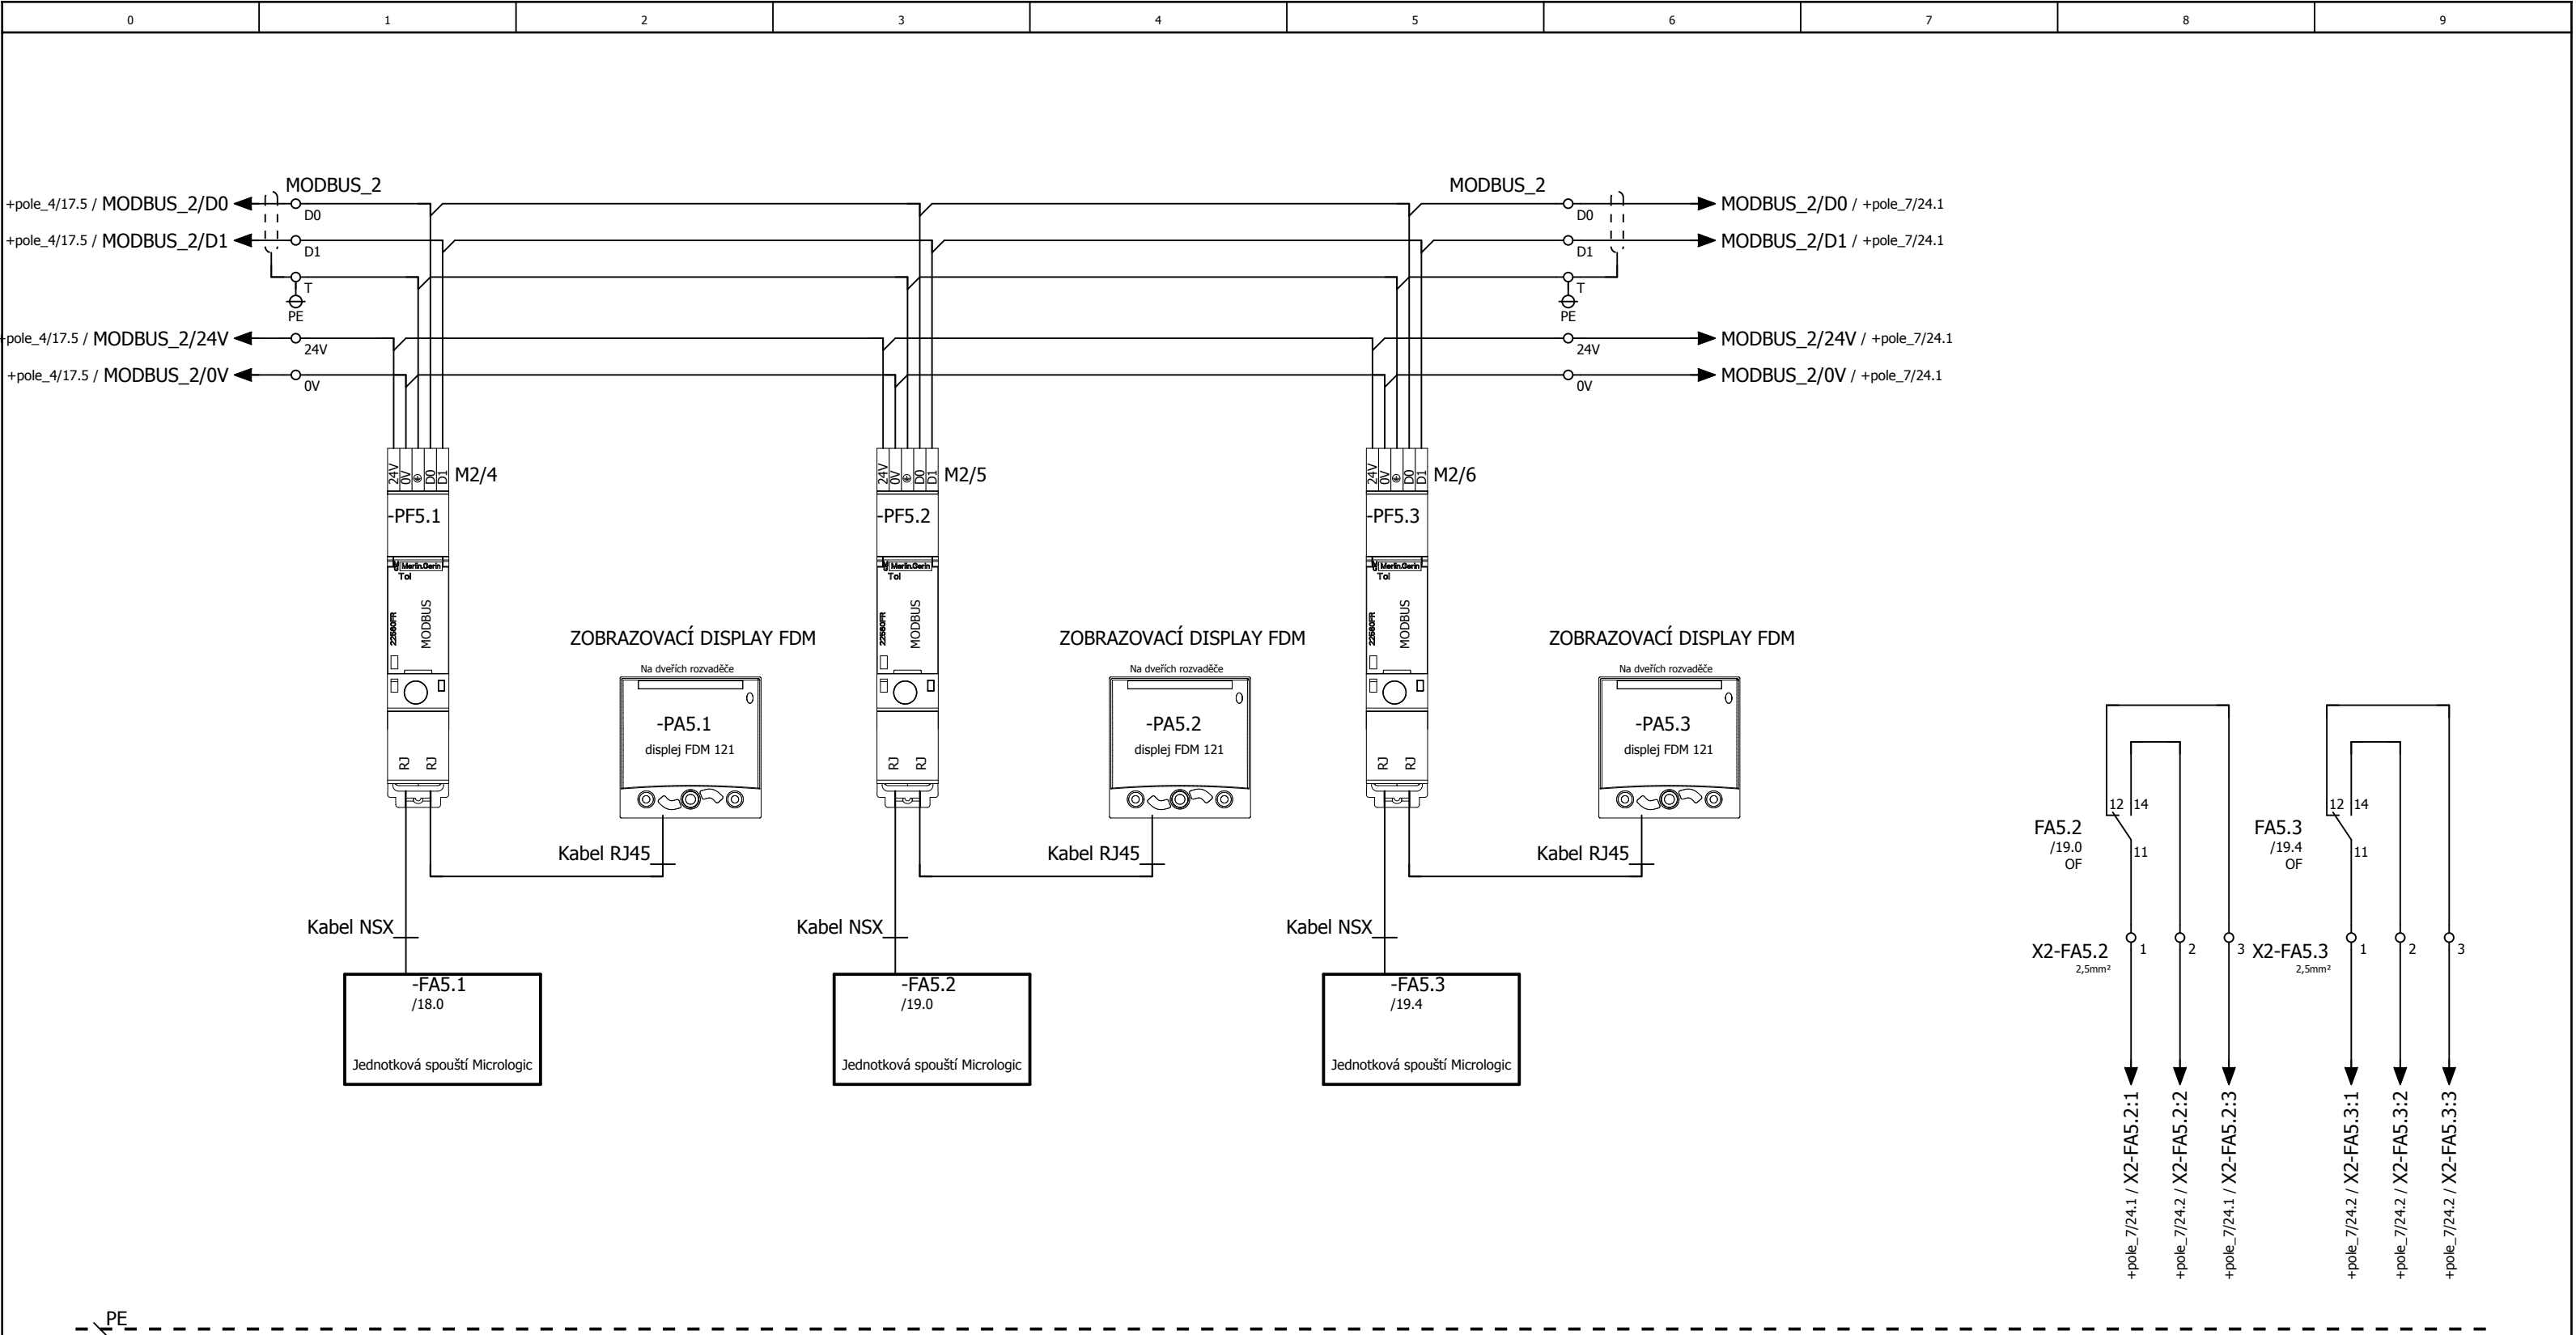 0 1 2 3 4 5 6 7 8 9
MODBUS_2 MODBUS_2
+pole_4/17.5 / MODBUS_2/D0 D0 D0 MODBUS_2/D0 / +pole_7/24.1
+pole_4/17.5 / MODBUS_2/D1 D1 D1 MODBUS_2/D1 / +pole_7/24.1
T T
PE PE
pole_4/17.5 / MODBUS_2/24V 24V 24V MODBUS_2/24V / +pole_7/24.1
+pole_4/17.5 / MODBUS_2/0V 0V 0V MODBUS_2/0V / +pole_7/24.1
24V 0V D0 D1 M2/4
-PF5.1
Merlin.Gerin
Tol
22560FR
MODBUS
RJ RJ
24V 0V D0 D1 M2/5
-PF5.2
Merlin.Gerin
Tol
22560FR
MODBUS
RJ RJ
24V 0V D0 D1 M2/6
-PF5.3
Merlin.Gerin
Tol
22560FR
MODBUS
RJ RJ
ZOBRAZOVACÍ DISPLAY FDM
Na dveřích rozvaděče
-PA5.1
displej FDM 121
ZOBRAZOVACÍ DISPLAY FDM
Na dveřích rozvaděče
-PA5.2
displej FDM 121
ZOBRAZOVACÍ DISPLAY FDM
Na dveřích rozvaděče
-PA5.3
displej FDM 121
Kabel RJ45 Kabel RJ45 Kabel RJ45
Kabel NSX Kabel NSX Kabel NSX
-FA5.1
/18.0
Jednotková spouští Micrologic
-FA5.2
/19.0
Jednotková spouští Micrologic
-FA5.3
/19.4
Jednotková spouští Micrologic
12 14
FA5.2
/19.0
OF
11
X2-FA5.2 1 2 3
2,5mm²
12 14
FA5.3
/19.4
OF
11
X2-FA5.3 1 2 3
2,5mm²
+pole_7/24.1 / X2-FA5.2:1
+pole_7/24.2 / X2-FA5.2:2
+pole_7/24.1 / X2-FA5.2:3
+pole_7/24.2 / X2-FA5.3:1
+pole_7/24.2 / X2-FA5.3:2
+pole_7/24.2 / X2-FA5.3:3
PE